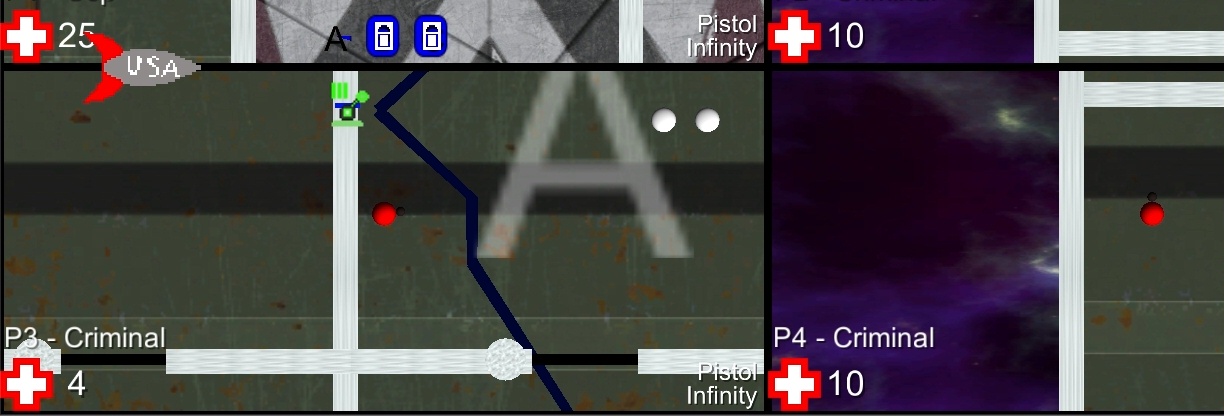 25
Pistol
Infinity
10
A
USA
A
P3 - Criminal
4
Pistol
Infinity
P4 - Criminal
10